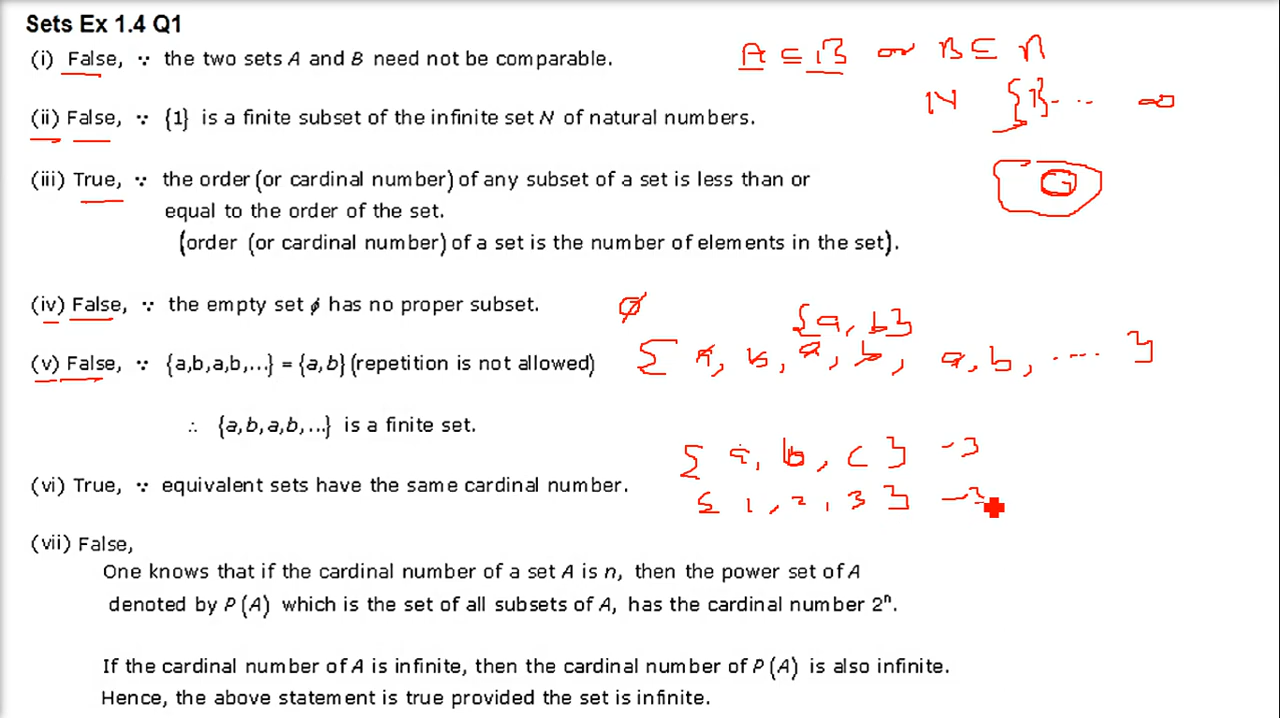 Sets Ex 1.4 Q1
(i) False, ∵ the two sets A and B need not be comparable.
A ⊆ B or B ⊆ A
N {1}.... ∞
(ii) False, ∵ {1} is a finite subset of the infinite set N of natural numbers.
(iii) True, ∵ the order (or cardinal number) of any subset of a set is less than or
equal to the order of the set.
(order (or cardinal number) of a set is the number of elements in the set).
(iv) False, ∵ the empty set ϕ has no proper subset.
ϕ
{a, b}
{a, b, a, b, a, b, .... }
(v) False, ∵ {a,b,a,b,...} = {a,b} (repetition is not allowed)
∴ {a,b,a,b,...} is a finite set.
{a, b, c} -3
(vi) True, ∵ equivalent sets have the same cardinal number.
{1, 2, 3} -3
(vii) False,
One knows that if the cardinal number of a set A is n, then the power set of A
denoted by P(A) which is the set of all subsets of A, has the cardinal number 2ⁿ.
If the cardinal number of A is infinite, then the cardinal number of P(A) is also infinite.
Hence, the above statement is true provided the set is infinite.